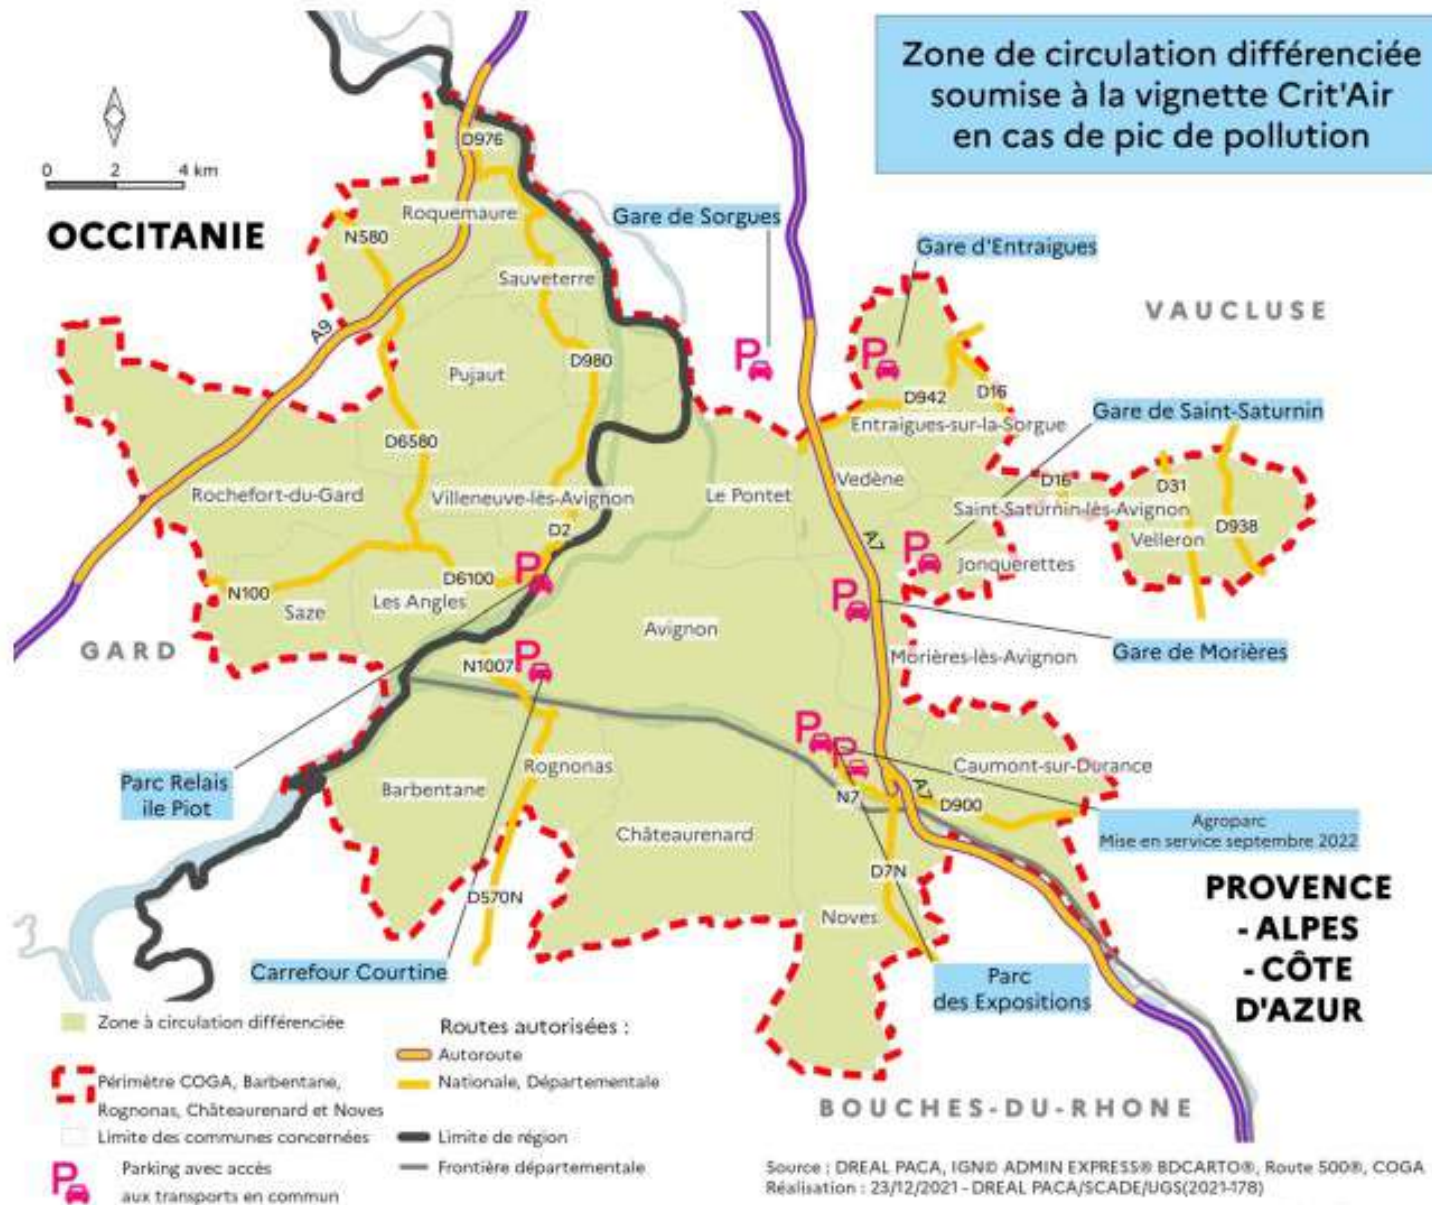 Zone de circulation différenciée
soumise à la vignette Crit'Air
en cas de pic de pollution
0 2 4 km
OCCITANIE
D976
Roquemaure
N580
Gare de Sorgues
Gare d'Entraigues
Sauveterre
VAUCLUSE
A9
P
P
D980
Pujaut
D942
D16
Gare de Saint-Saturnin
Entraigues-sur-la-Sorgue
D6580
Vedène
D16
D31
Rochefort-du-Gard
Villeneuve-lès-Avignon
Le Pontet
Saint-Saturnin-lès-Avignon
D938
D2
A7
Velleron
P
P
Jonquerettes
D6100
N100
Les Angles
P
Saze
Avignon
GARD
N1007
P
Morières-lès-Avignon
Gare de Morières
P
P
Parc Relais
ile Piot
Rognonas
Caumont-sur-Durance
Barbentane
A7
N7
D900
Châteaurenard
Agroparc
Mise en service septembre 2022
D7N
D570N
Noves
PROVENCE
- ALPES
- CÔTE
D'AZUR
Carrefour Courtine
Parc
des Expositions
Zone à circulation différenciée
Périmètre COGA, Barbentane,
Rognonas, Châteaurenard et Noves
Limite des communes concernées
P
Parking avec accès
aux transports en commun
Routes autorisées :
Autoroute
Nationale, Départementale
Limite de région
Frontière départementale
BOUCHES-DU-RHONE
Source : DREAL PACA, IGN© ADMIN EXPRESS® BDCARTO®, Route 500®, COGA
Réalisation : 23/12/2021 - DREAL PACA/SCADE/UGS(2021-178)